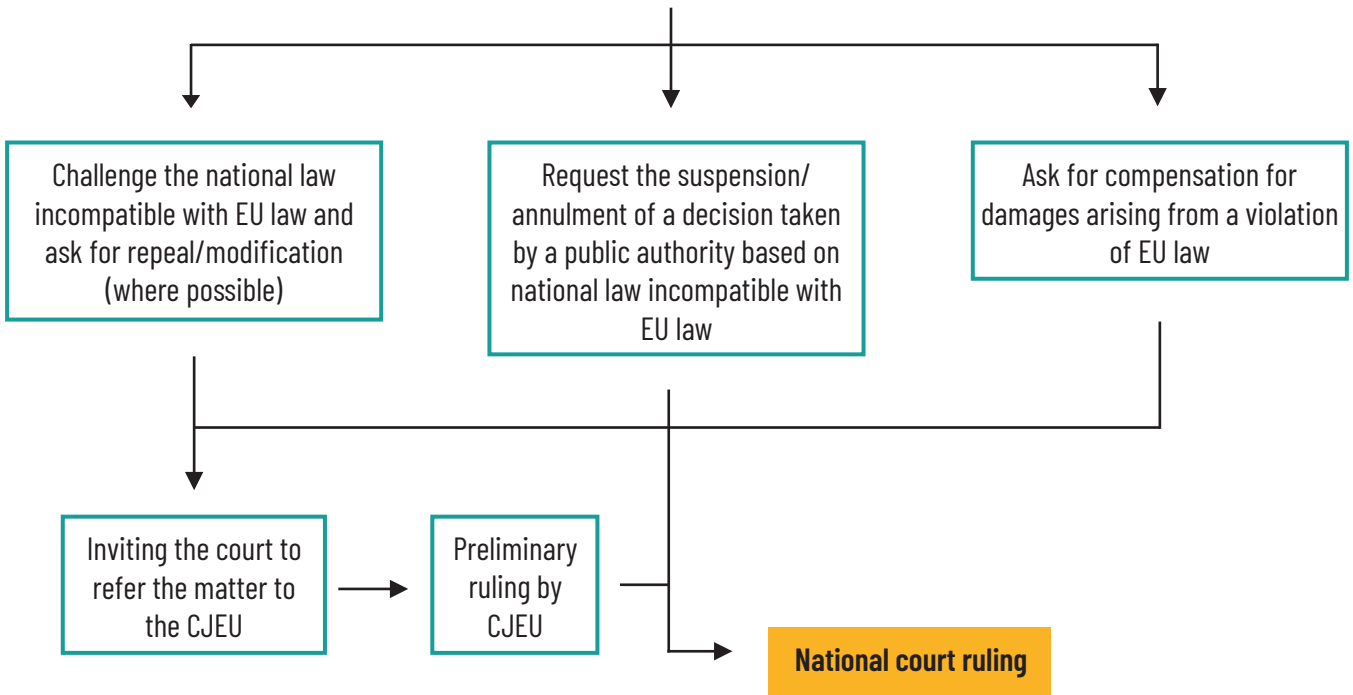 Challenge the national law
incompatible with EU law and
ask for repeal/modification
(where possible)
Request the suspension/
annulment of a decision taken
by a public authority based on
national law incompatible with
EU law
Ask for compensation for
damages arising from a violation
of EU law
Inviting the court to
refer the matter to
the CJEU
Preliminary
ruling by
CJEU
National court ruling